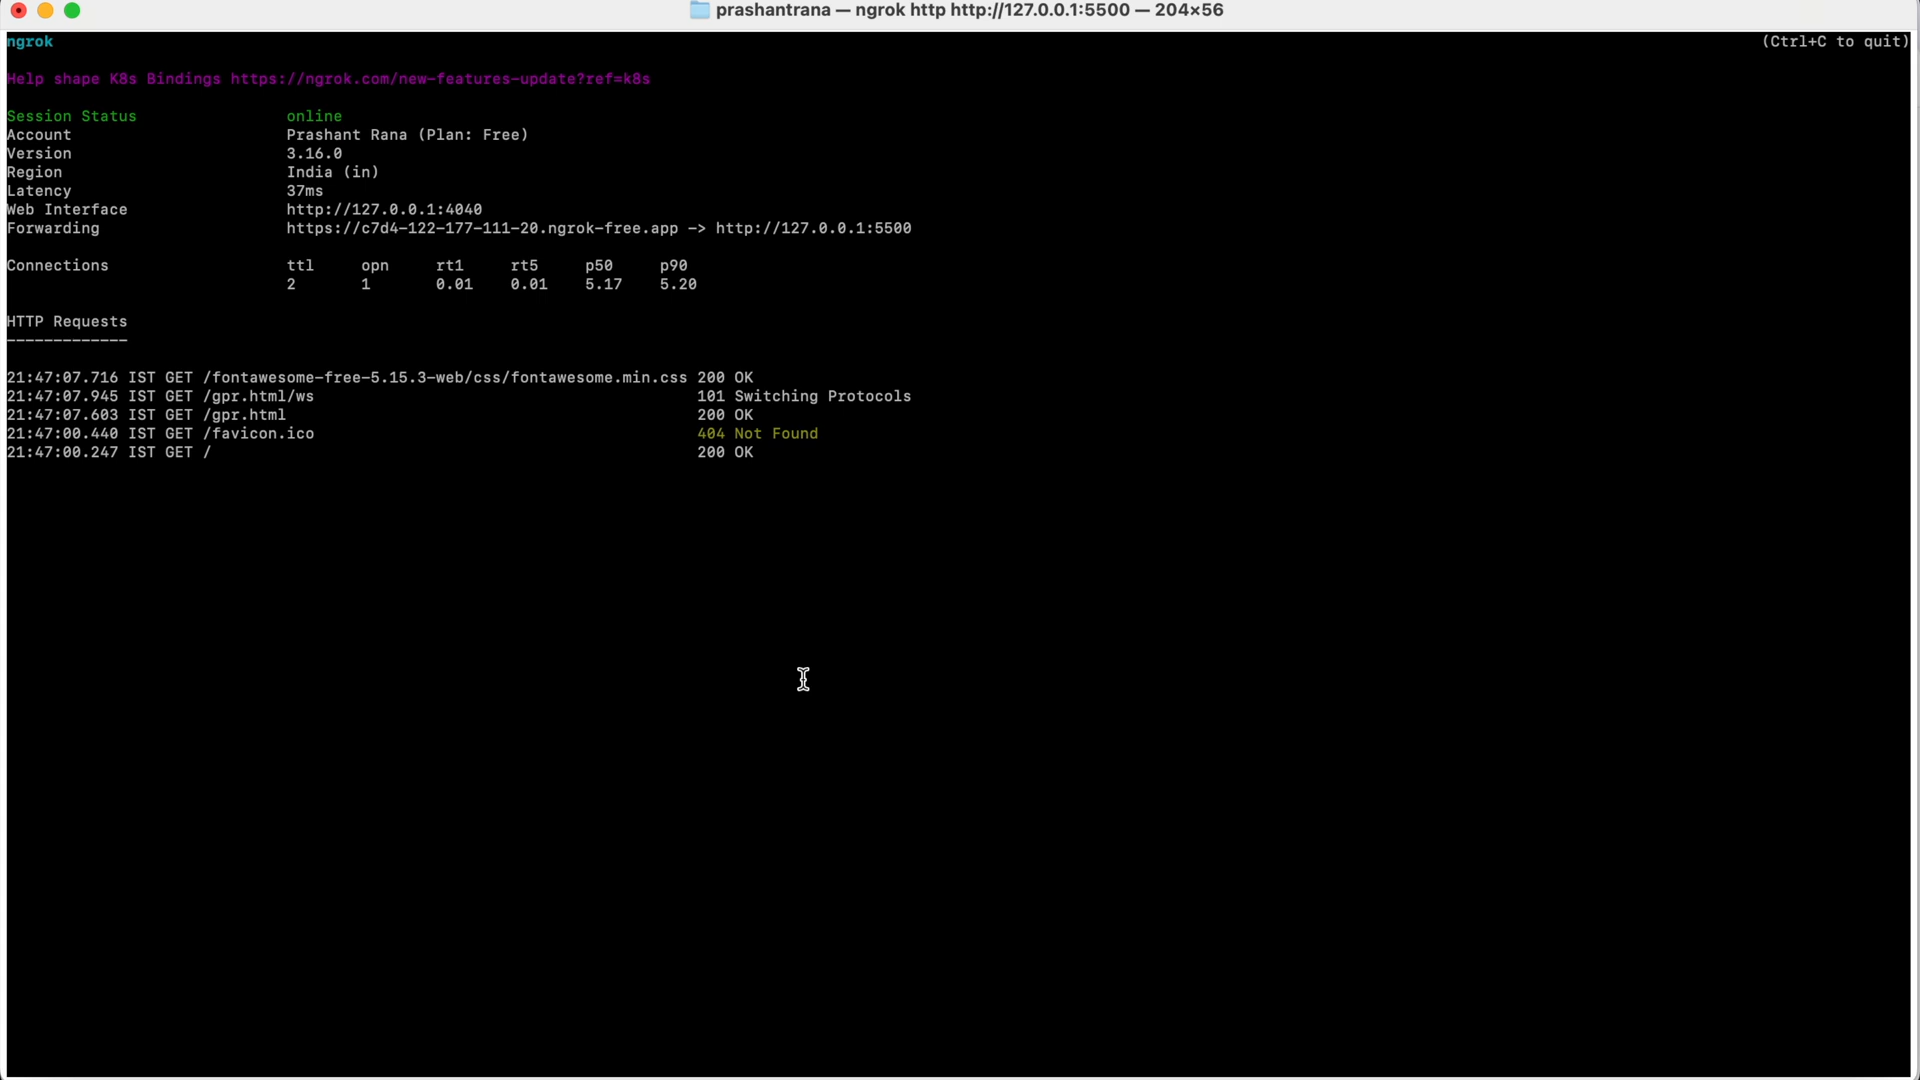 prashantrana — ngrok http http://127.0.0.1:5500 — 204×56
ngrok (Ctrl+C to quit)
Help shape K8s Bindings https://ngrok.com/new-features-update?ref=k8s
Session Status online
Account Prashant Rana (Plan: Free)
Version 3.16.0
Region India (in)
Latency 37ms
Web Interface http://127.0.0.1:4040
Forwarding https://c7d4-122-177-111-20.ngrok-free.app -> http://127.0.0.1:5500
Connections ttl opn rt1 rt5 p50 p90
2 1 0.01 0.01 5.17 5.20
HTTP Requests
-------------
21:47:07.716 IST GET /fontawesome-free-5.15.3-web/css/fontawesome.min.css 200 OK
21:47:07.945 IST GET /gpr.html/ws 101 Switching Protocols
21:47:07.603 IST GET /gpr.html 200 OK
21:47:00.440 IST GET /favicon.ico 404 Not Found
21:47:00.247 IST GET / 200 OK